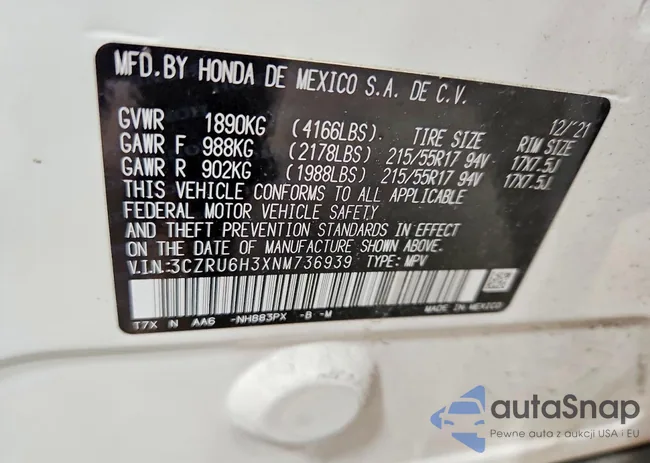 MFD.BY HONDA DE MEXICO S.A. DE C.V.
12/'21
GVWR 1890KG (4166LBS) TIRE SIZE RIM SIZE
GAWR F 988KG (2178LBS) 215/55R17 94V 17X7.5J
GAWR R 902KG (1988LBS) 215/55R17 94V 17X7.5J
THIS VEHICLE CONFORMS TO ALL APPLICABLE
FEDERAL MOTOR VEHICLE SAFETY
AND THEFT PREVENTION STANDARDS IN EFFECT
ON THE DATE OF MANUFACTURE SHOWN ABOVE.
V.I.N.:3CZRU6H3XNM736939 TYPE: MPV
T7X N AA6 -NH883PX -B -M MADE IN MEXICO
autaSnap
Pewne auta z aukcji USA i EU